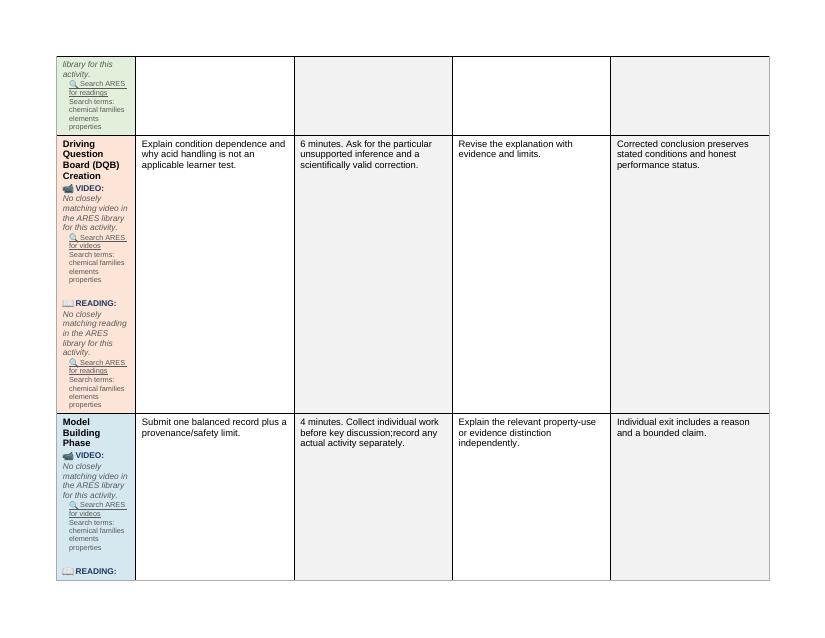 library for this
activity.
🔍 Search ARES
for readings
Search terms:
chemical families
elements
properties
Driving
Question
Board (DQB)
Creation
📹 VIDEO:
No closely
matching video in
the ARES library
for this activity.
🔍 Search ARES
for videos
Search terms:
chemical families
elements
properties
📖 READING:
No closely
matching reading
in the ARES
library for this
activity.
🔍 Search ARES
for readings
Search terms:
chemical families
elements
properties
Explain condition dependence and
why acid handling is not an
applicable learner test.
6 minutes. Ask for the particular
unsupported inference and a
scientifically valid correction.
Revise the explanation with
evidence and limits.
Corrected conclusion preserves
stated conditions and honest
performance status.
Model
Building
Phase
📹 VIDEO:
No closely
matching video in
the ARES library
for this activity.
🔍 Search ARES
for videos
Search terms:
chemical families
elements
properties
📖 READING:
Submit one balanced record plus a
provenance/safety limit.
4 minutes. Collect individual work
before key discussion;record any
actual activity separately.
Explain the relevant property-use
or evidence distinction
independently.
Individual exit includes a reason
and a bounded claim.